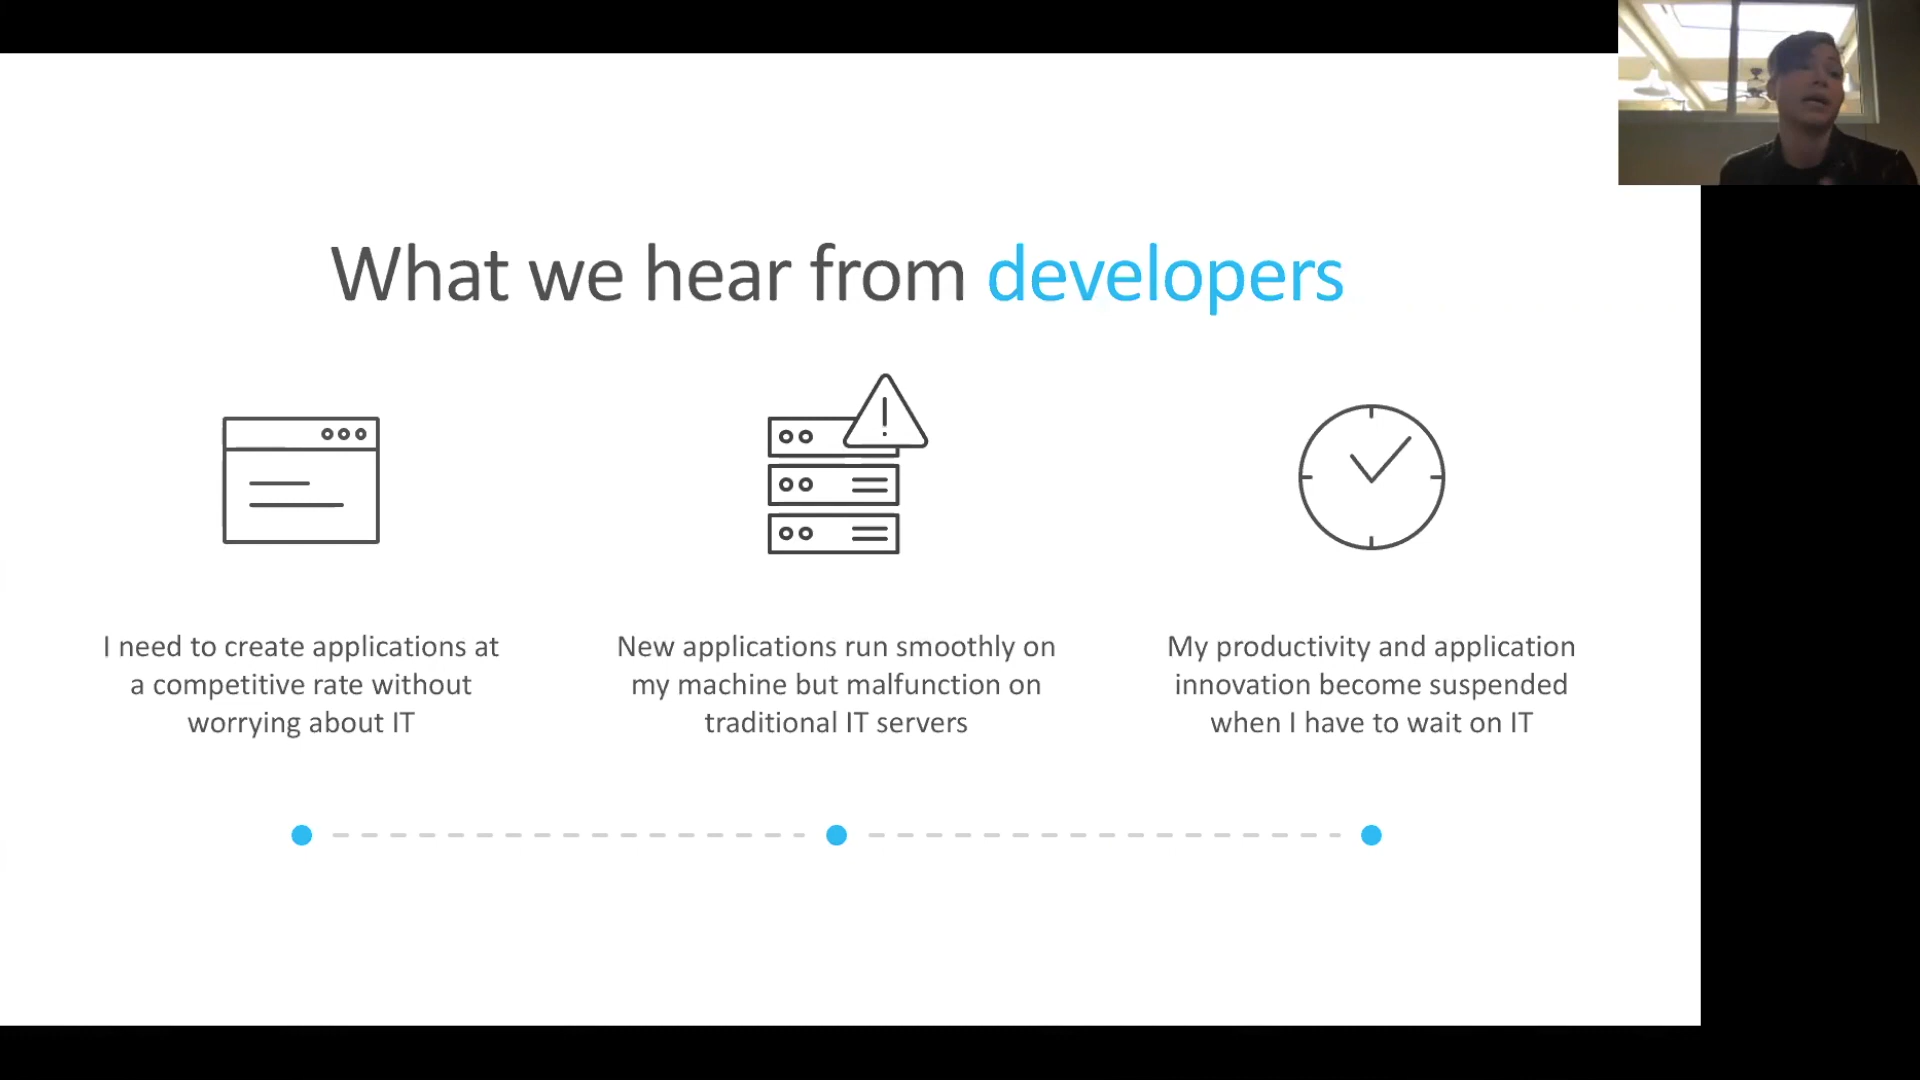 What we hear from developers
I need to create applications at
a competitive rate without
worrying about IT
New applications run smoothly on
my machine but malfunction on
traditional IT servers
My productivity and application
innovation become suspended
when I have to wait on IT